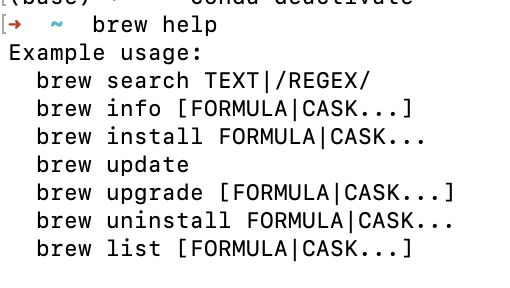 (base) conda deactivate
[➜ ~ brew help
Example usage:
brew search TEXT|/REGEX/
brew info [FORMULA|CASK...]
brew install FORMULA|CASK...
brew update
brew upgrade [FORMULA|CASK...]
brew uninstall FORMULA|CASK...
brew list [FORMULA|CASK...]